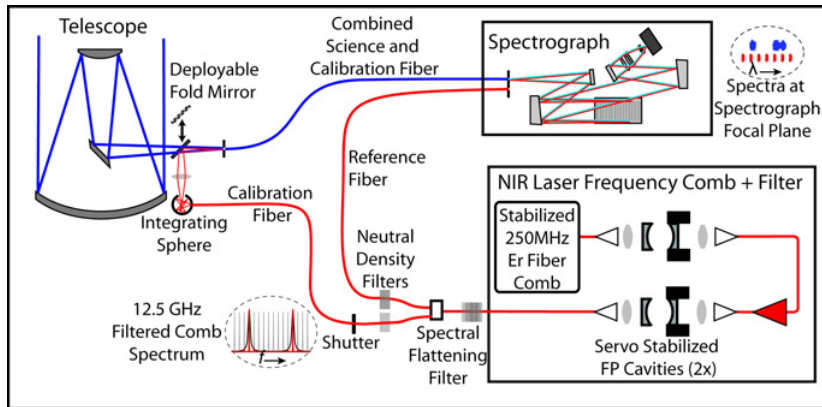 Telescope
Deployable
Fold Mirror
Combined
Science and
Calibration Fiber
Spectrograph
λ
Spectra at
Spectrograph
Focal Plane
Integrating
Sphere
Calibration
Fiber
Reference
Fiber
Neutral
Density
Filters
12.5 GHz
Filtered Comb
Spectrum
f
Shutter
Spectral
Flattening
Filter
NIR Laser Frequency Comb + Filter
Stabilized
250MHz
Er Fiber
Comb
Servo Stabilized
FP Cavities (2x)